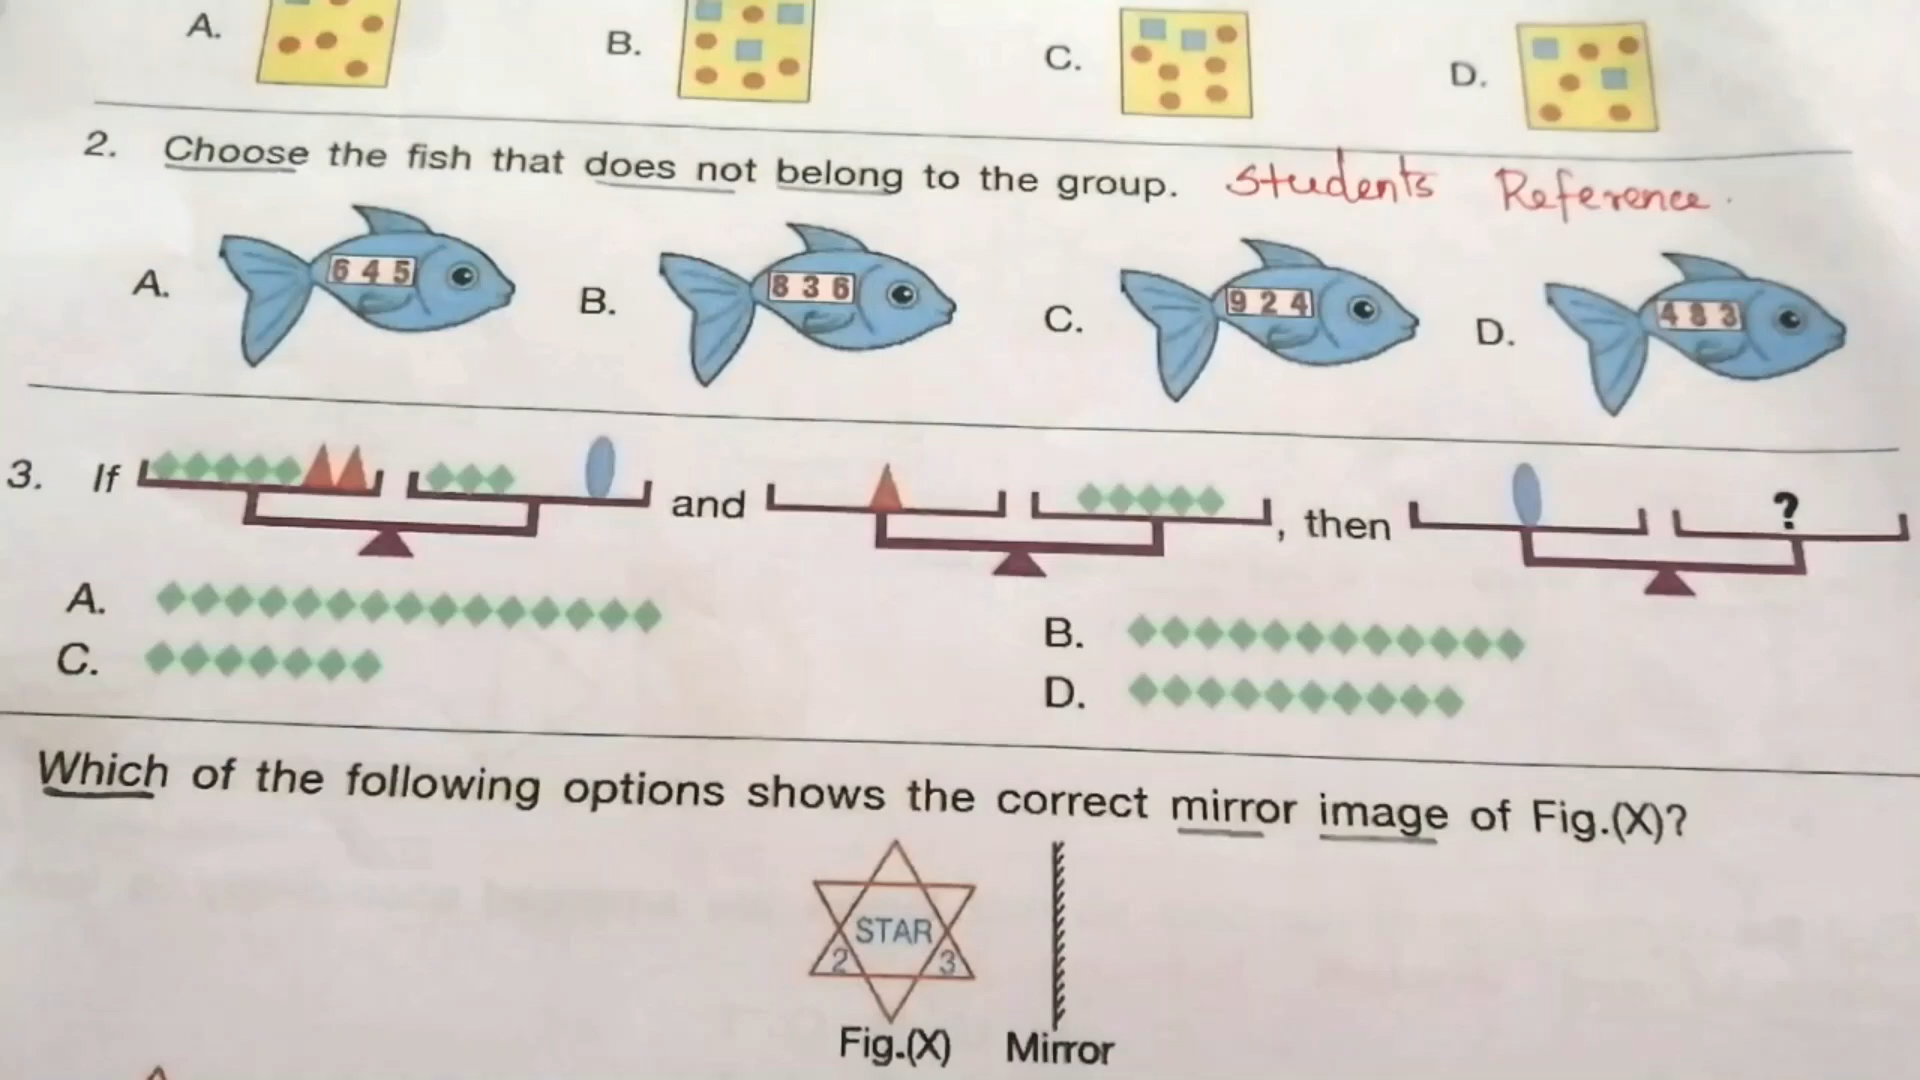 A.
B.
C.
D.
2. Choose the fish that does not belong to the group. Students Reference.
A. 6 4 5
B. 8 3 6
C. 9 2 4
D. 4 8 3
3. If and , then ?
A.
B.
C.
D.
Which of the following options shows the correct mirror image of Fig.(X)?
STAR
2 3
Fig.(X) Mirror